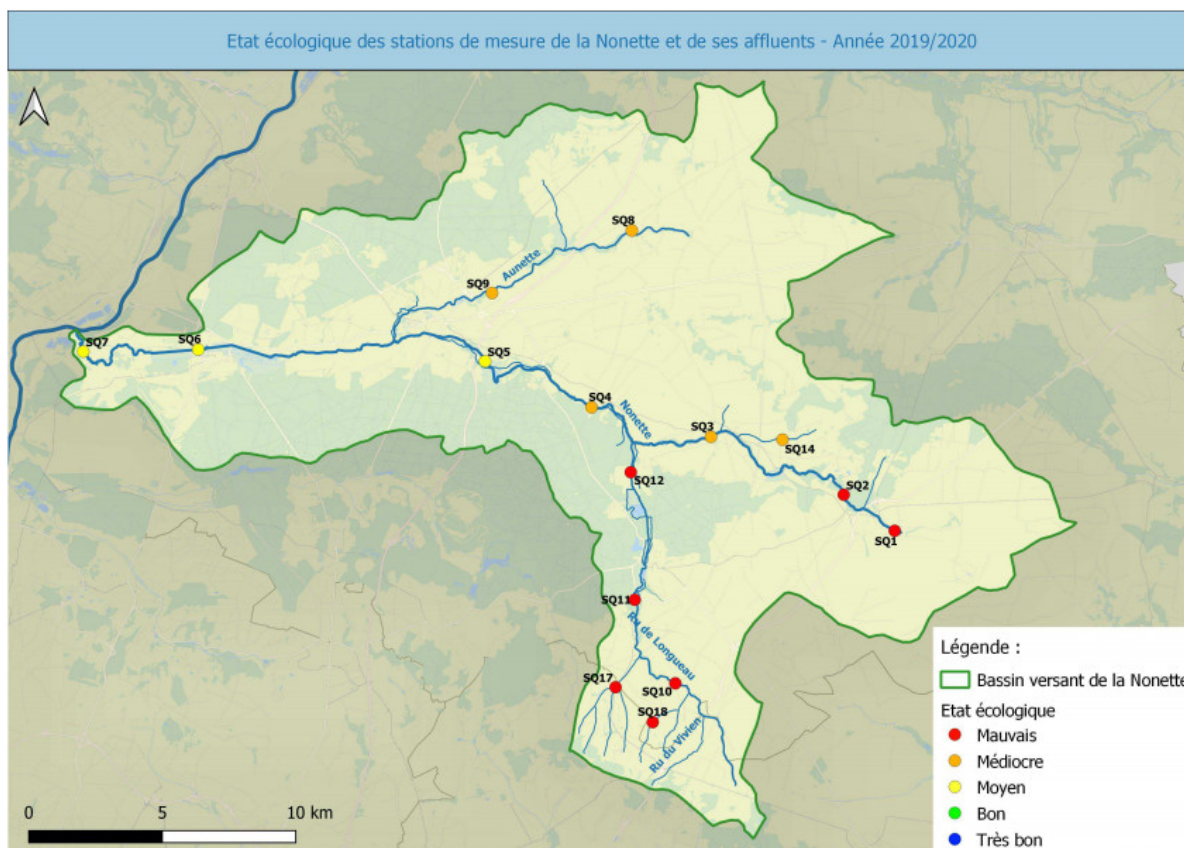 Etat écologique des stations de mesure de la Nonette et de ses affluents - Année 2019/2020
SQ8
Aunette
SQ9
SQ7
SQ6
SQ5
SQ4
Nonette
SQ3
SQ14
SQ12
SQ2
SQ1
SQ11
Ru de Longueau
SQ17
SQ10
SQ18
Ru du Vivien
Légende :
Bassin versant de la Nonette
Etat écologique
Mauvais
Médiocre
Moyen
Bon
Très bon
0 5 10 km